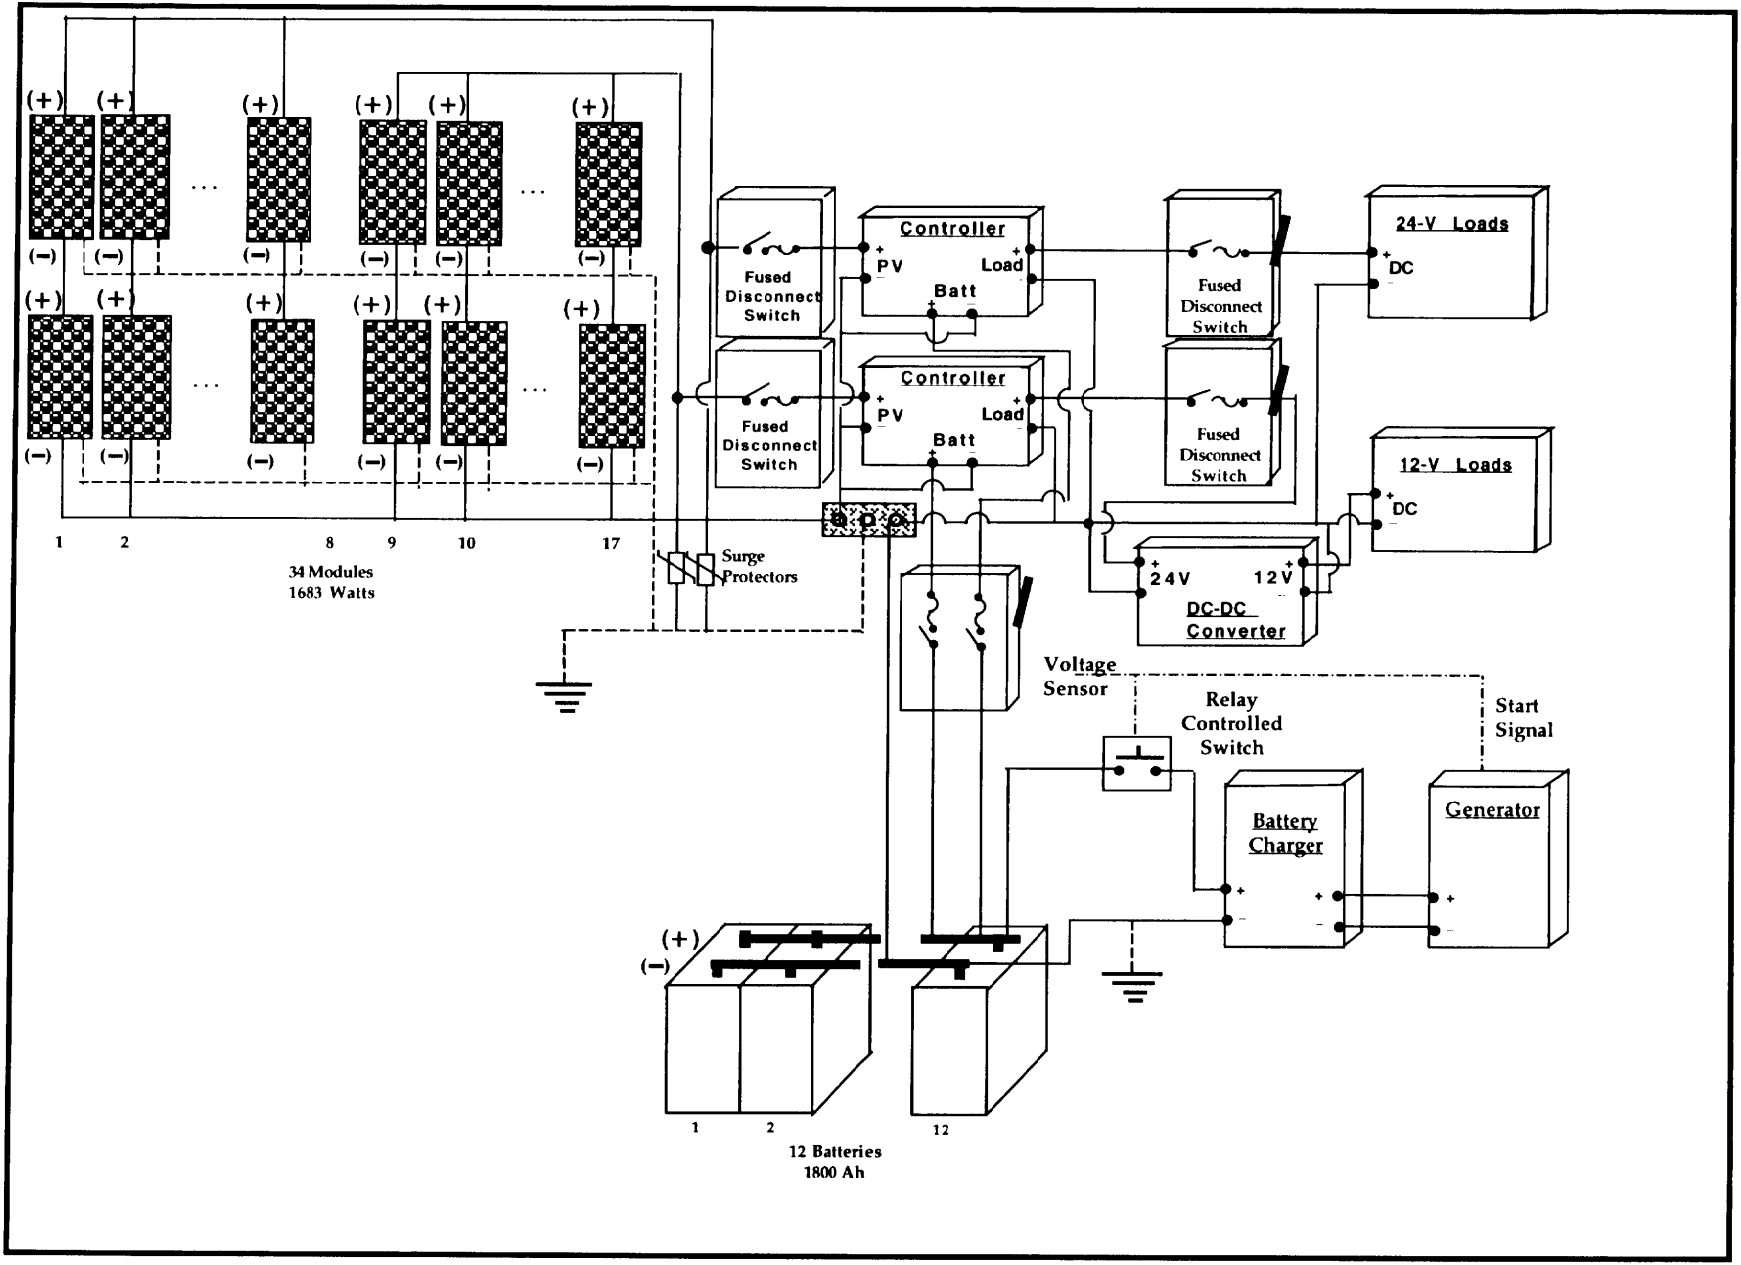 (+) (+) (+) (+) (+) (+)
... ...
(-) (-) (-) (-) (-) (-)
(+) (+) (+) (+) (+) (+)
... ...
(-) (-) (-) (-) (-) (-)
1 2 8 9 10 17
34 Modules
1683 Watts
Surge
Protectors
Fused
Disconnect
Switch
Fused
Disconnect
Switch
Controller
+ +
PV Load
- -
Batt
+ -
Controller
+ +
PV Load
- -
Batt
+ -
Fused
Disconnect
Switch
Fused
Disconnect
Switch
24-V Loads
+
DC
-
12-V Loads
+
DC
-
+ +
24V 12V
-
DC-DC
Converter
Voltage
Sensor
Relay
Controlled
Switch
Start
Signal
Battery
Charger
+ +
- -
Generator
+
-
(+)
(-)
1 2 12
12 Batteries
1800 Ah